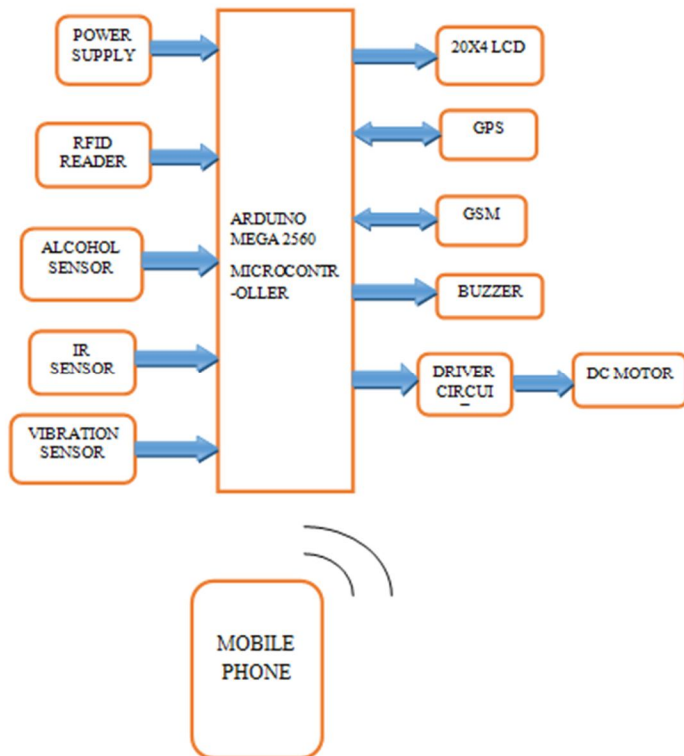 POWER
SUPPLY
RFID
READER
ALCOHOL
SENSOR
IR
SENSOR
VIBRATION
SENSOR
ARDUINO
MEGA 2560
MICROCONTR
-OLLER
20X4 LCD
GPS
GSM
BUZZER
DRIVER
CIRCUI
DC MOTOR
MOBILE
PHONE